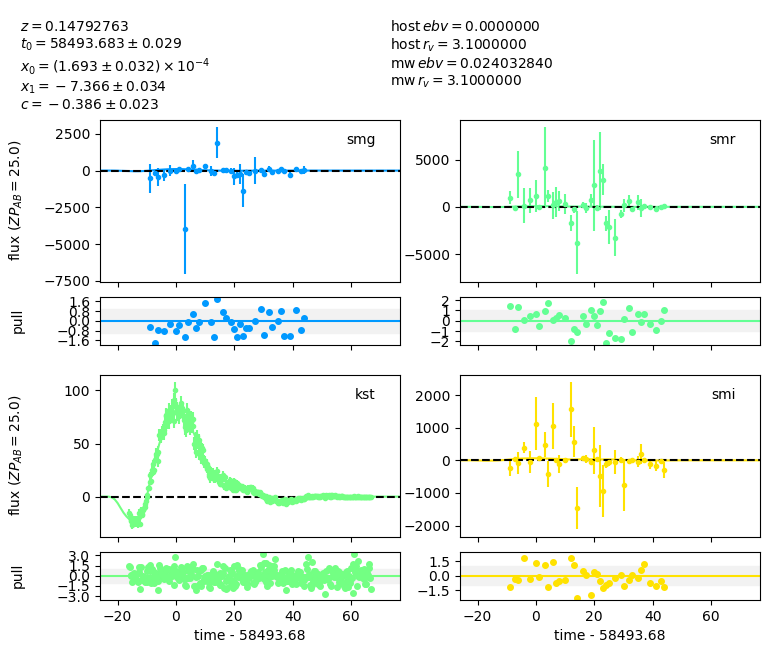 z = 0.14792763
t₀ = 58493.683 ± 0.029
x₀ = (1.693 ± 0.032) × 10⁻⁴
x₁ = −7.366 ± 0.034
c = −0.386 ± 0.023
host ebv = 0.0000000
host r_v = 3.1000000
mw ebv = 0.024032840
mw r_v = 3.1000000
smg
2500
0
−2500
−5000
−7500
flux (ZP_AB = 25.0)
smr
5000
0
−5000
1.6
0.8
0.0
−0.8
−1.6
pull
2
1
0
−1
−2
kst
100
50
0
flux (ZP_AB = 25.0)
smi
2000
1000
0
−1000
−2000
3.0
1.5
0.0
−1.5
−3.0
pull
−20 0 20 40 60
time - 58493.68
1.5
0.0
−1.5
−20 0 20 40 60
time - 58493.68